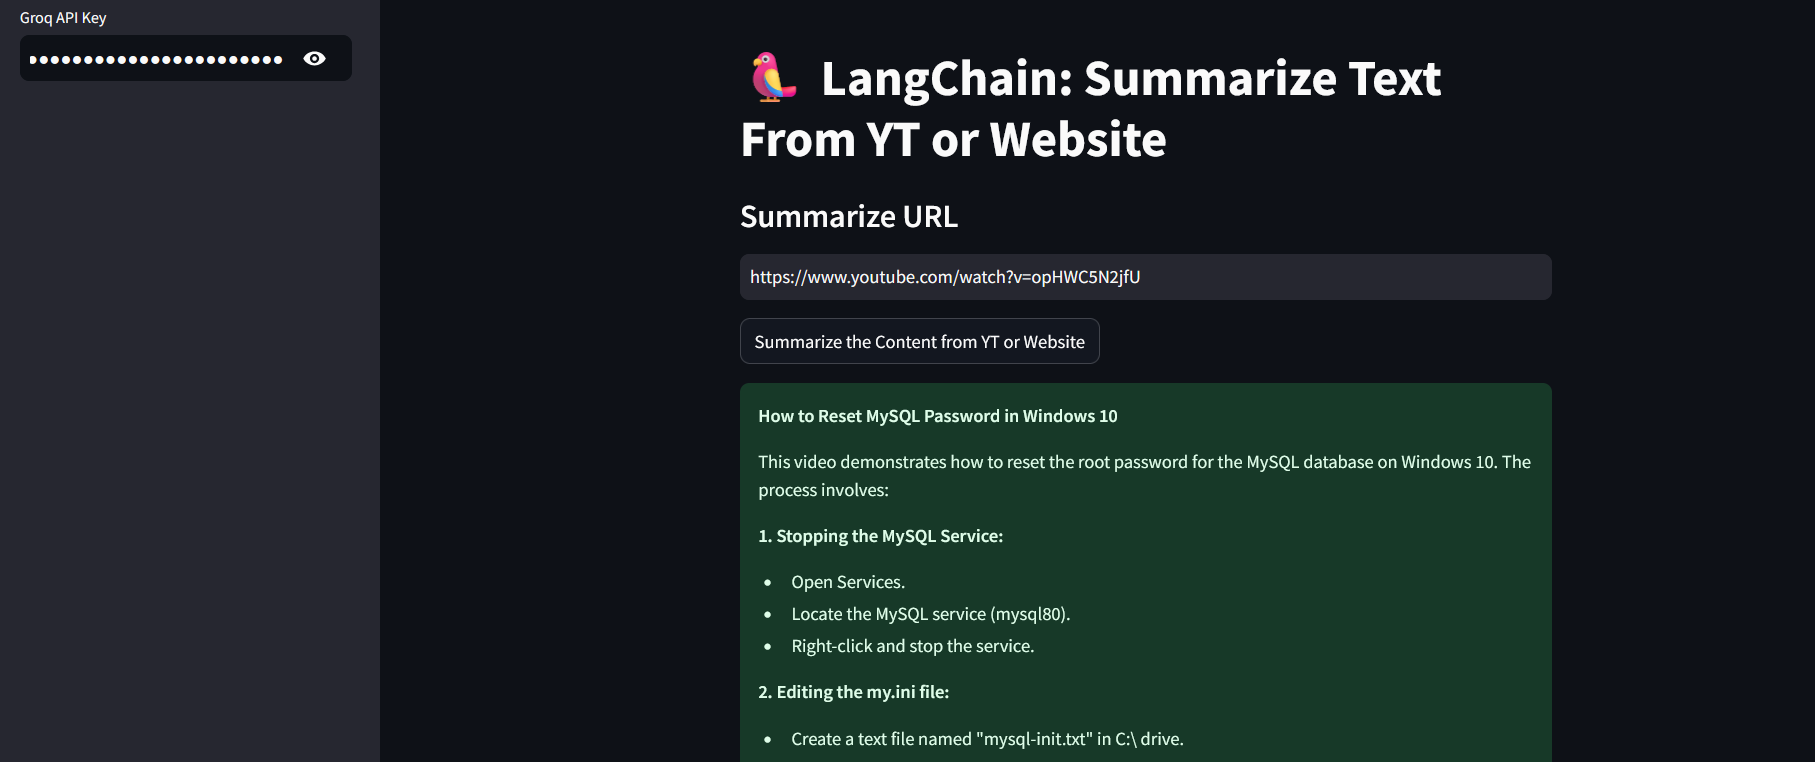 Groq API Key
LangChain: Summarize Text
From YT or Website
Summarize URL
https://www.youtube.com/watch?v=opHWC5N2jfU
Summarize the Content from YT or Website
How to Reset MySQL Password in Windows 10
This video demonstrates how to reset the root password for the MySQL database on Windows 10. The
process involves:
1. Stopping the MySQL Service:
• Open Services.
• Locate the MySQL service (mysql80).
• Right-click and stop the service.
2. Editing the my.ini file:
• Create a text file named "mysql-init.txt" in C:\ drive.